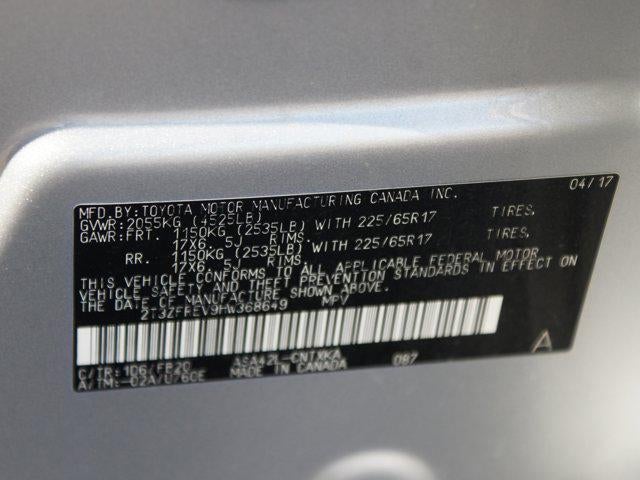 MFD.BY:TOYOTA MOTOR MANUFACTURING CANADA INC. 04/17
GVWR:2055KG (4525LB)
GAWR:FRT. 1150KG (2535LB) WITH 225/65R17 TIRES,
17X6.5J RIMS.
RR. 1150KG (2535LB) WITH 225/65R17 TIRES,
17X6.5J RIMS.
THIS VEHICLE CONFORMS TO ALL APPLICABLE FEDERAL MOTOR
VEHICLE SAFETY AND THEFT PREVENTION STANDARDS IN EFFECT ON
THE DATE OF MANUFACTURE SHOWN ABOVE.
2T3ZFREV9HW368649 MPV
C/TR:1D6/FB20 ASA42L-CNTXKA 087 A
A/TM:-02A/U760E MADE IN CANADA